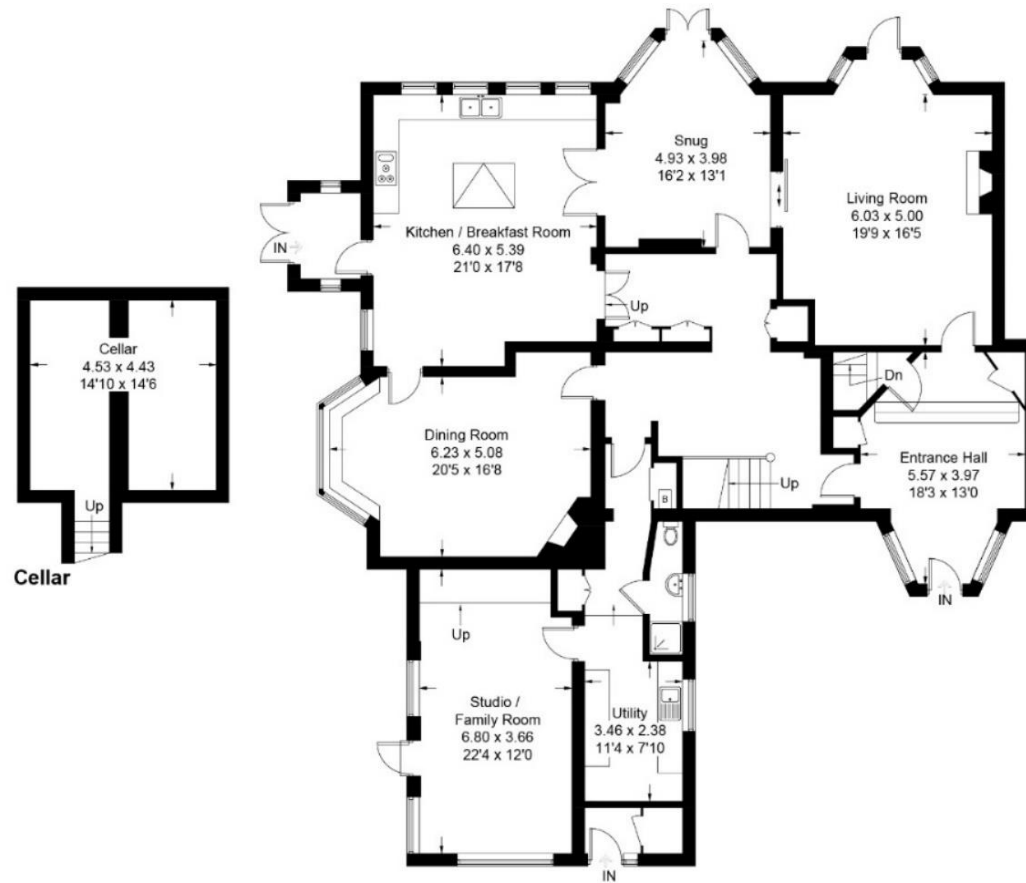 Snug
4.93 x 3.98
16'2 x 13'1
Living Room
6.03 x 5.00
19'9 x 16'5
Kitchen / Breakfast Room
6.40 x 5.39
21'0 x 17'8
IN
Up
Cellar
4.53 x 4.43
14'10 x 14'6
Up
Cellar
Dn
Dining Room
6.23 x 5.08
20'5 x 16'8
Entrance Hall
5.57 x 3.97
18'3 x 13'0
Up
B
IN
Up
Studio /
Family Room
6.80 x 3.66
22'4 x 12'0
Utility
3.46 x 2.38
11'4 x 7'10
IN